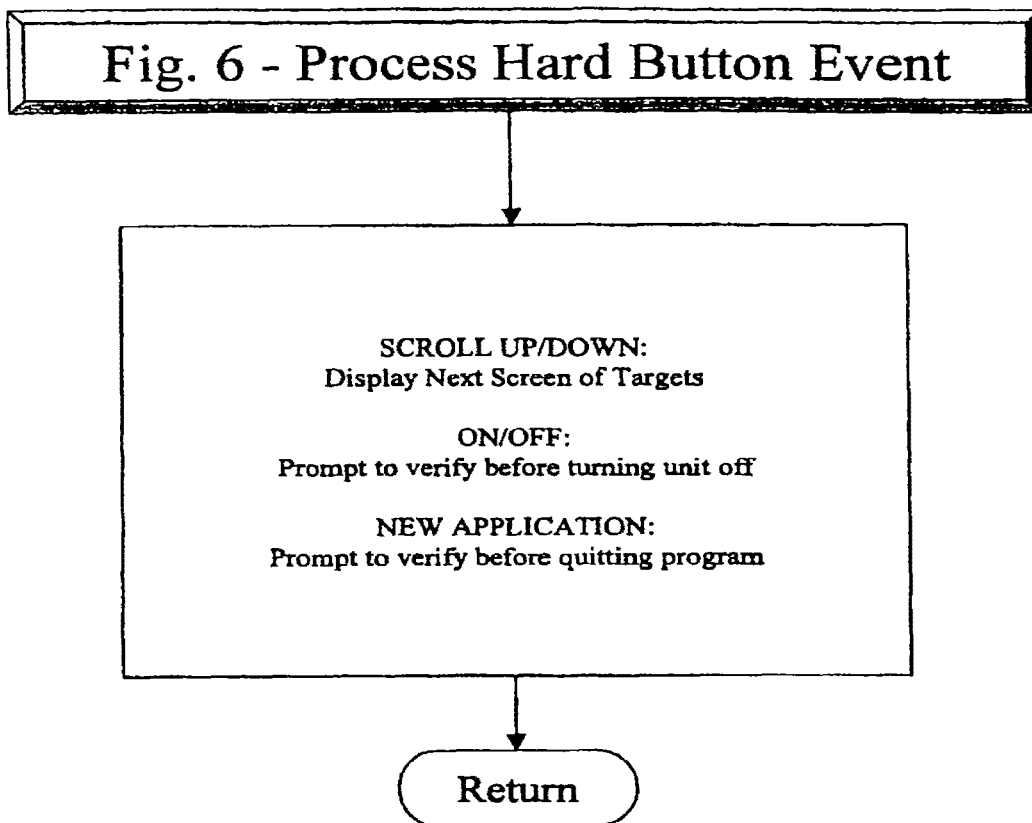 Fig. 6 - Process Hard Button Event
SCROLL UP/DOWN:
Display Next Screen of Targets
ON/OFF:
Prompt to verify before turning unit off
NEW APPLICATION:
Prompt to verify before quitting program
Return